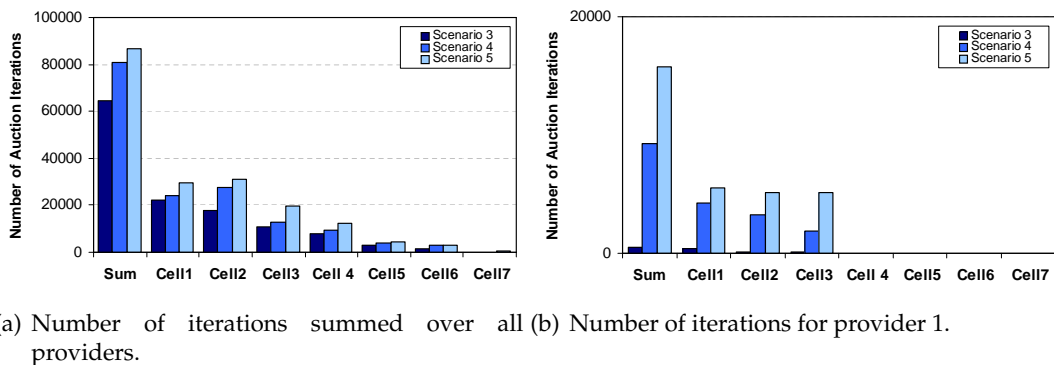 100000
80000
60000
40000
20000
0
Number of Auction Iterations
Scenario 3
Scenario 4
Scenario 5
Sum Cell1 Cell2 Cell3 Cell 4 Cell5 Cell6 Cell7
20000
10000
0
Number of Auction Iterations
Scenario 3
Scenario 4
Scenario 5
Sum Cell1 Cell2 Cell3 Cell 4 Cell5 Cell6 Cell7
(a) Number of iterations summed over all
providers.
(b) Number of iterations for provider 1.